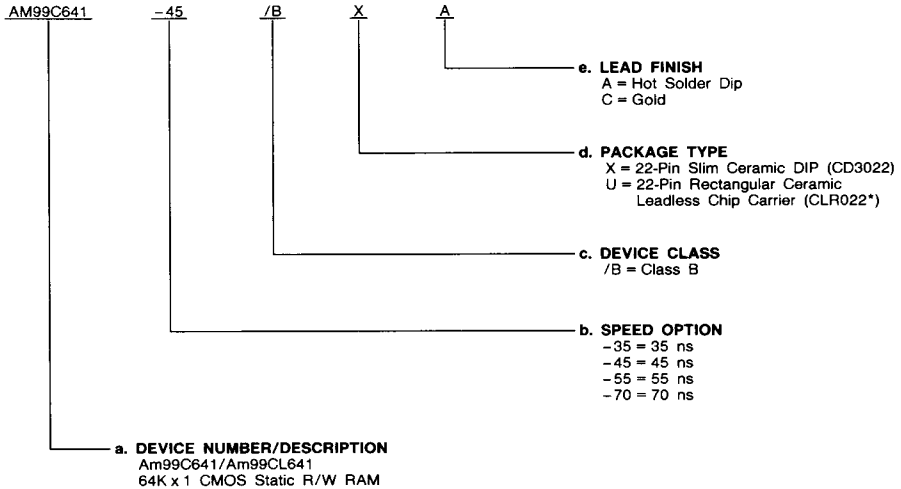 AM99C641 -45 /B X A
e. LEAD FINISH
A = Hot Solder Dip
C = Gold
d. PACKAGE TYPE
X = 22-Pin Slim Ceramic DIP (CD3022)
U = 22-Pin Rectangular Ceramic
Leadless Chip Carrier (CLR022*)
c. DEVICE CLASS
/B = Class B
b. SPEED OPTION
-35 = 35 ns
-45 = 45 ns
-55 = 55 ns
-70 = 70 ns
a. DEVICE NUMBER/DESCRIPTION
Am99C641/Am99CL641
64K x 1 CMOS Static R/W RAM